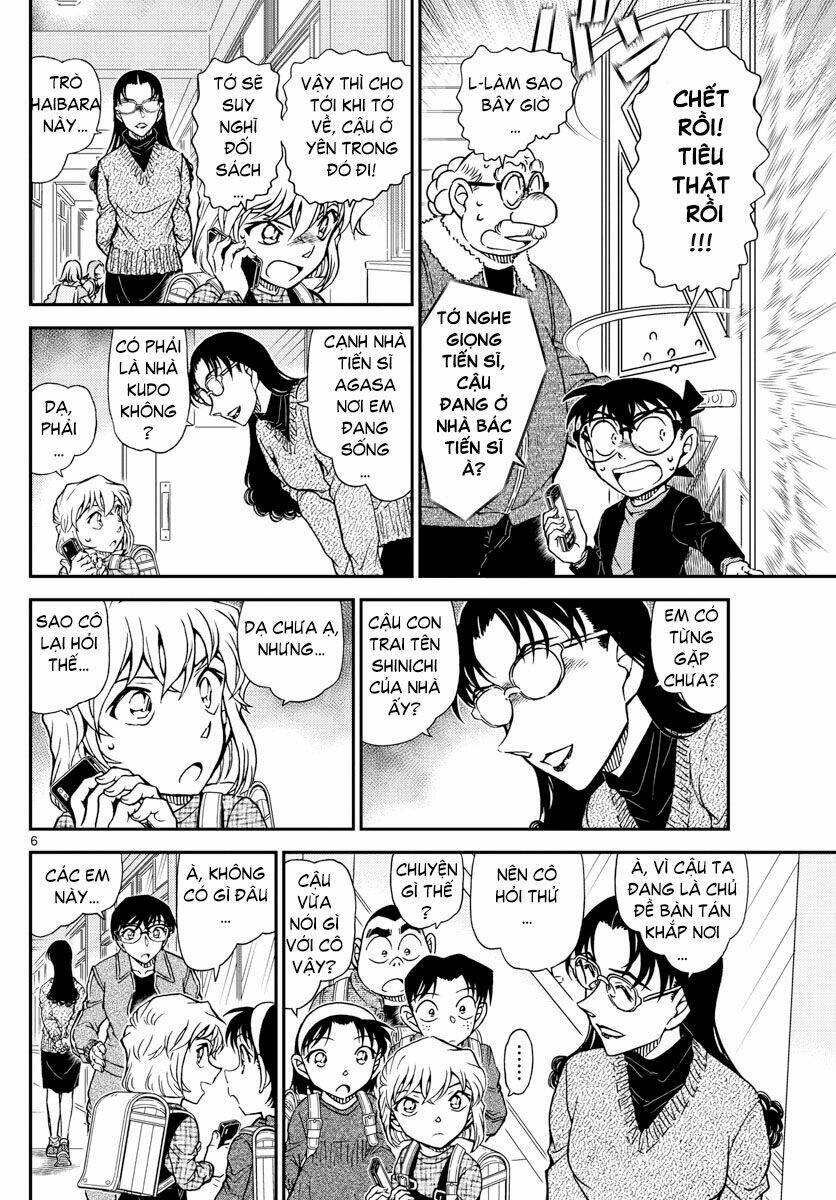 CHẾT
RỒI!
TIÊU
THẬT
RỒI
!!!
L-LÀM SAO
BÂY GIỜ
...
TỚ NGHE
GIỌNG
TIẾN SĨ,
CẬU
ĐANG Ở
NHÀ BÁC
TIẾN SĨ
À?
VẬY THÌ CHO
TỚI KHI TỚ
VỀ, CẬU Ở
YÊN TRONG
ĐÓ ĐI!
TỚ SẼ
SUY
NGHĨ
ĐỐI
SÁCH
...
TRÒ
HAIBARA
NÀY...
CẠNH NHÀ
TIẾN SĨ
AGASA
NƠI EM
ĐANG
SỐNG
...
CÓ PHẢI
LÀ NHÀ
KUDO
KHÔNG
?
DẠ,
PHẢI
...
EM CÓ
TỪNG
GẶP
CHƯA?
CẬU CON
TRAI TÊN
SHINICHI
CỦA NHÀ
ẤY?
DẠ CHƯA Ạ,
NHƯNG...
SAO CÔ
LẠI HỎI
THẾ...
6
À, VÌ CẬU TA
ĐANG LÀ CHỦ
ĐỀ BÀN TÁN
KHẮP NƠI
...
NÊN CÔ
HỎI THỬ
...
......
CHUYỆN
GÌ THẾ
?
CẬU
VỪA
NÓI GÌ
VỚI CÔ
VẬY?
À, KHÔNG
CÓ GÌ ĐÂU
...
CÁC EM
NÀY...